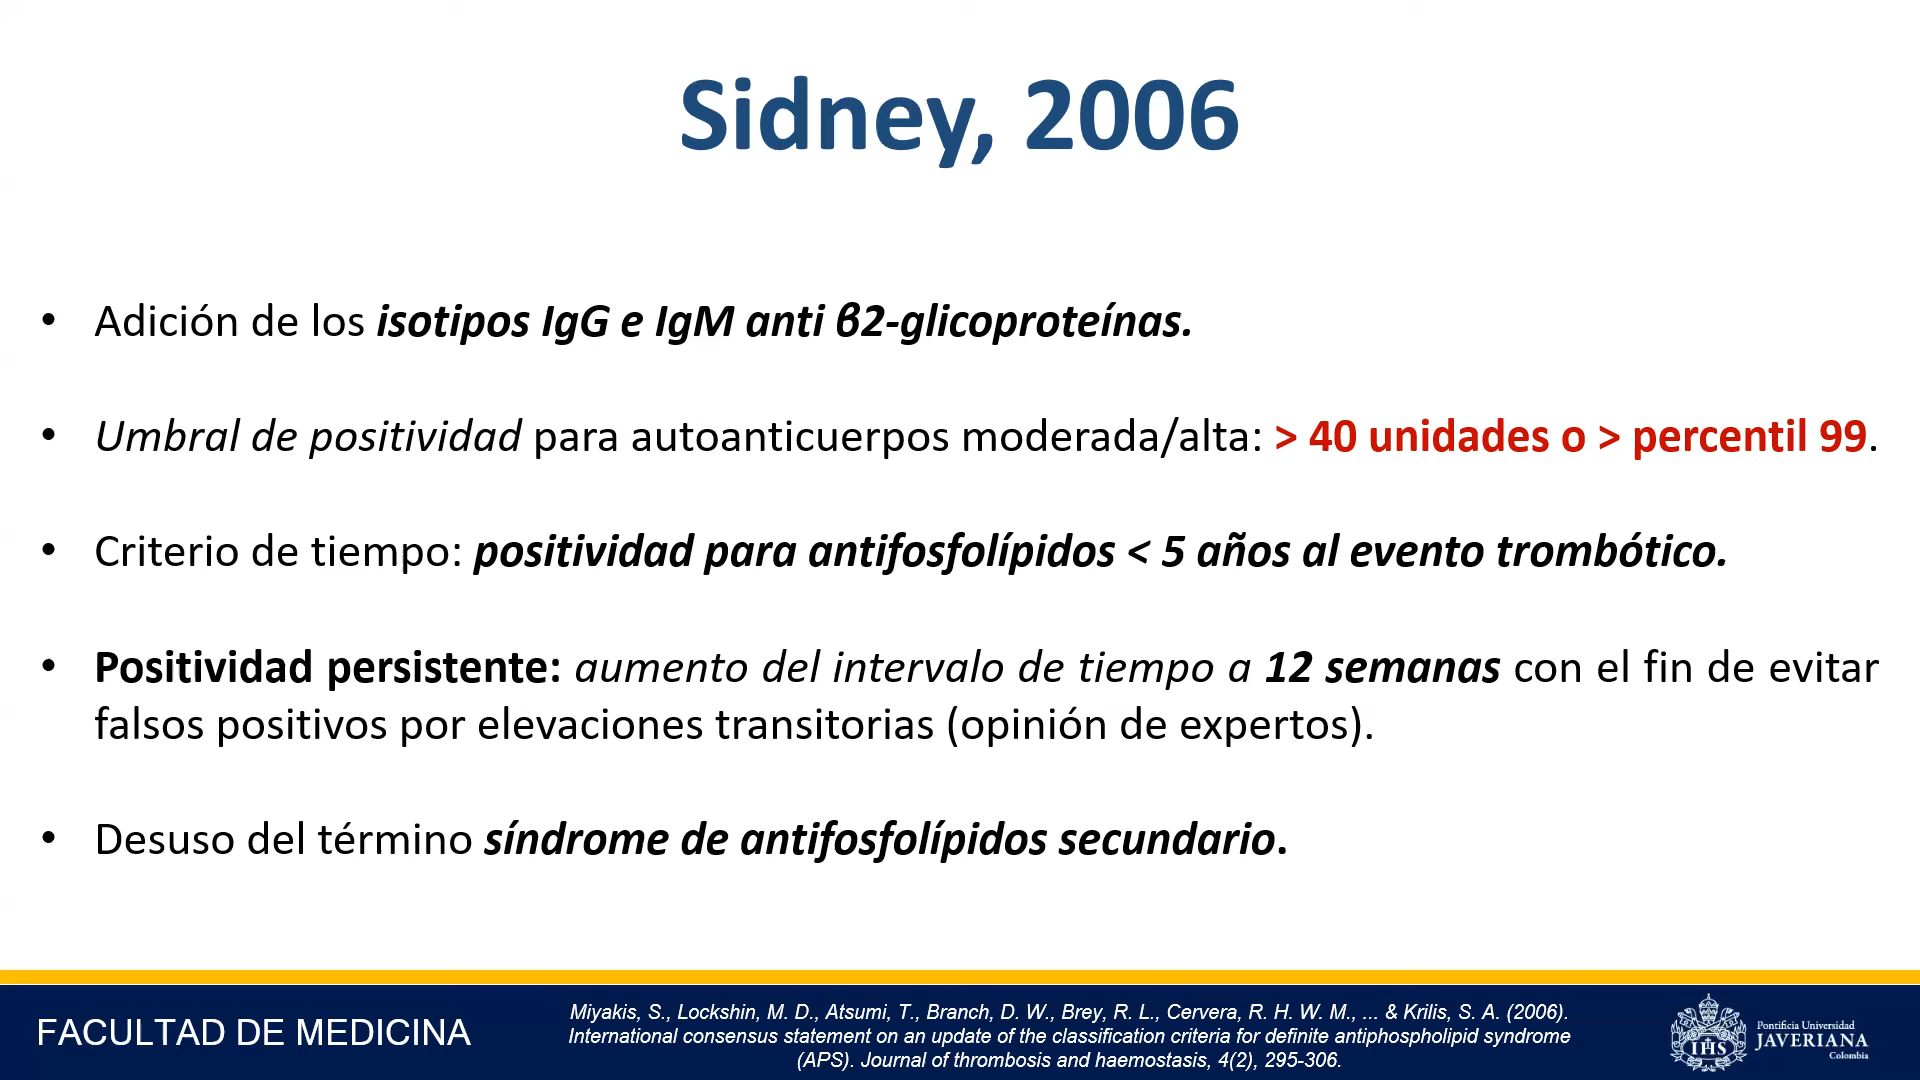 Sidney, 2006
• Adición de los isotipos IgG e IgM anti β2-glicoproteínas.
• Umbral de positividad para autoanticuerpos moderada/alta: > 40 unidades o > percentil 99.
• Criterio de tiempo: positividad para antifosfolípidos < 5 años al evento trombótico.
• Positividad persistente: aumento del intervalo de tiempo a 12 semanas con el fin de evitar
falsos positivos por elevaciones transitorias (opinión de expertos).
• Desuso del término síndrome de antifosfolípidos secundario.
FACULTAD DE MEDICINA
Miyakis, S., Lockshin, M. D., Atsumi, T., Branch, D. W., Brey, R. L., Cervera, R. H. W. M., ... & Krilis, S. A. (2006).
International consensus statement on an update of the classification criteria for definite antiphospholipid syndrome
(APS). Journal of thrombosis and haemostasis, 4(2), 295-306.
IHS
Pontificia Universidad
JAVERIANA
Colombia